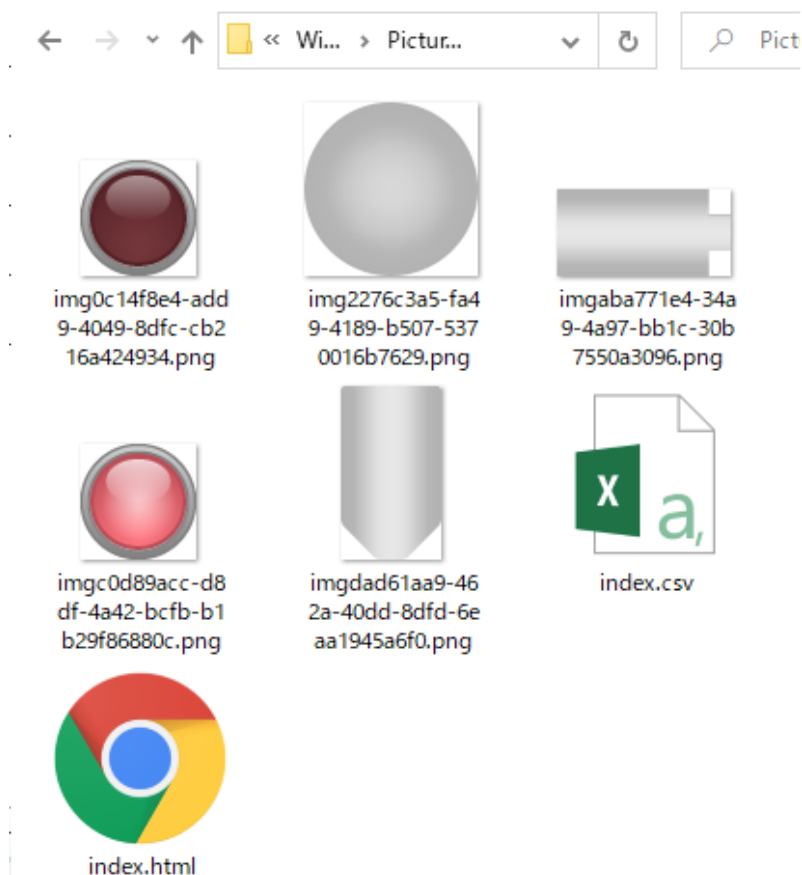 « Wi... › Pictur...
img0c14f8e4-add
9-4049-8dfc-cb2
16a424934.png
img2276c3a5-fa4
9-4189-b507-537
0016b7629.png
imgaba771e4-34a
9-4a97-bb1c-30b
7550a3096.png
imgc0d89acc-d8
df-4a42-bcfb-b1
b29f86880c.png
imgdad61aa9-46
2a-40dd-8dfd-6e
aa1945a6f0.png
X
a,
index.csv
index.html